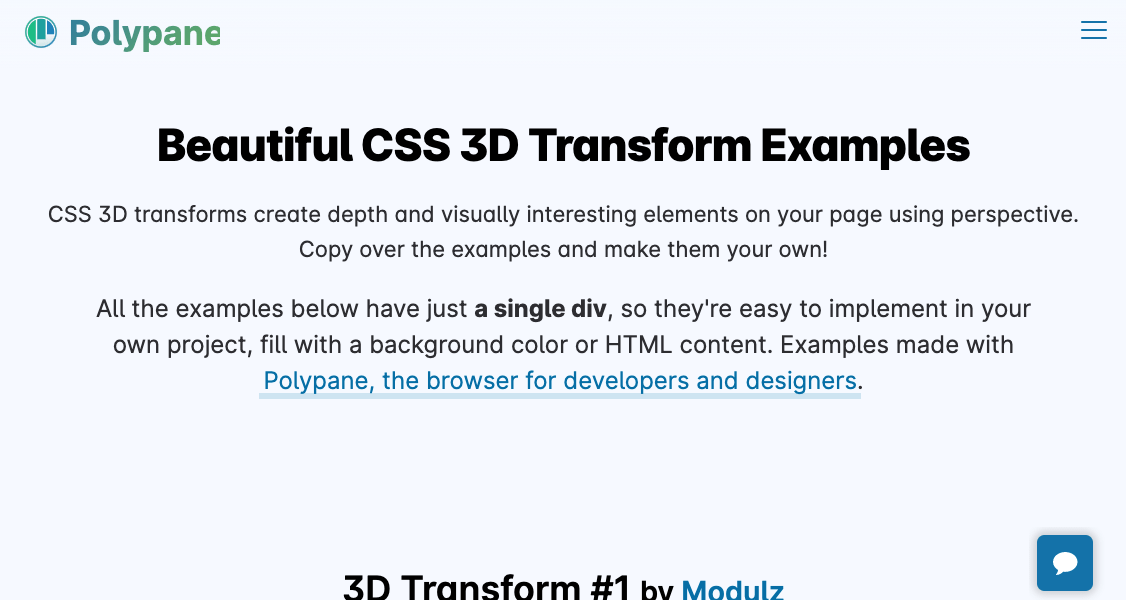 Polypane
Beautiful CSS 3D Transform Examples
CSS 3D transforms create depth and visually interesting elements on your page using perspective.
Copy over the examples and make them your own!
All the examples below have just a single div, so they're easy to implement in your
own project, fill with a background color or HTML content. Examples made with
Polypane, the browser for developers and designers.
3D Transform #1 by Modulz